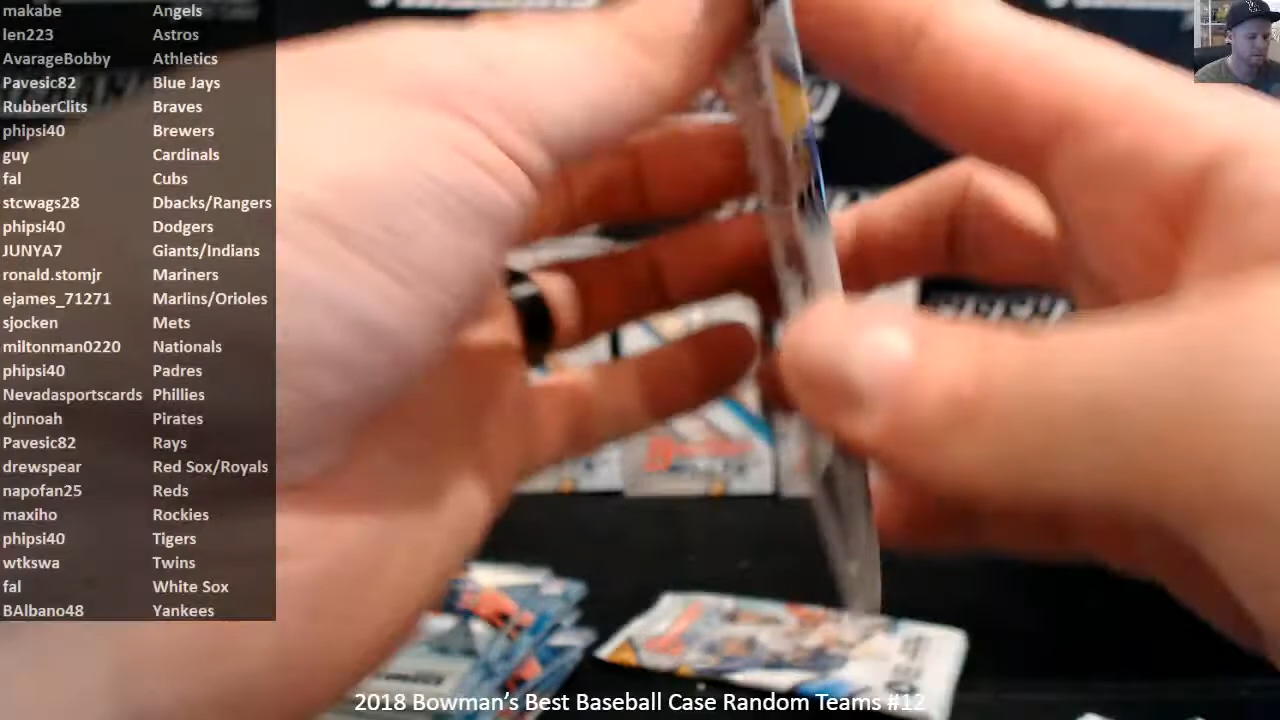 makabe Angels
len223 Astros
AvarageBobby Athletics
Pavesic82 Blue Jays
RubberClits Braves
phipsi40 Brewers
guy Cardinals
fal Cubs
stcwags28 Dbacks/Rangers
phipsi40 Dodgers
JUNYA7 Giants/Indians
ronald.stomjr Mariners
ejames_71271 Marlins/Orioles
sjocken Mets
miltonman0220 Nationals
phipsi40 Padres
Nevadasportscards Phillies
djnnoah Pirates
Pavesic82 Rays
drewspear Red Sox/Royals
napofan25 Reds
maxiho Rockies
phipsi40 Tigers
wtkswa Twins
fal White Sox
BAlbano48 Yankees
2018 Bowman's Best Baseball Case Random Teams #12